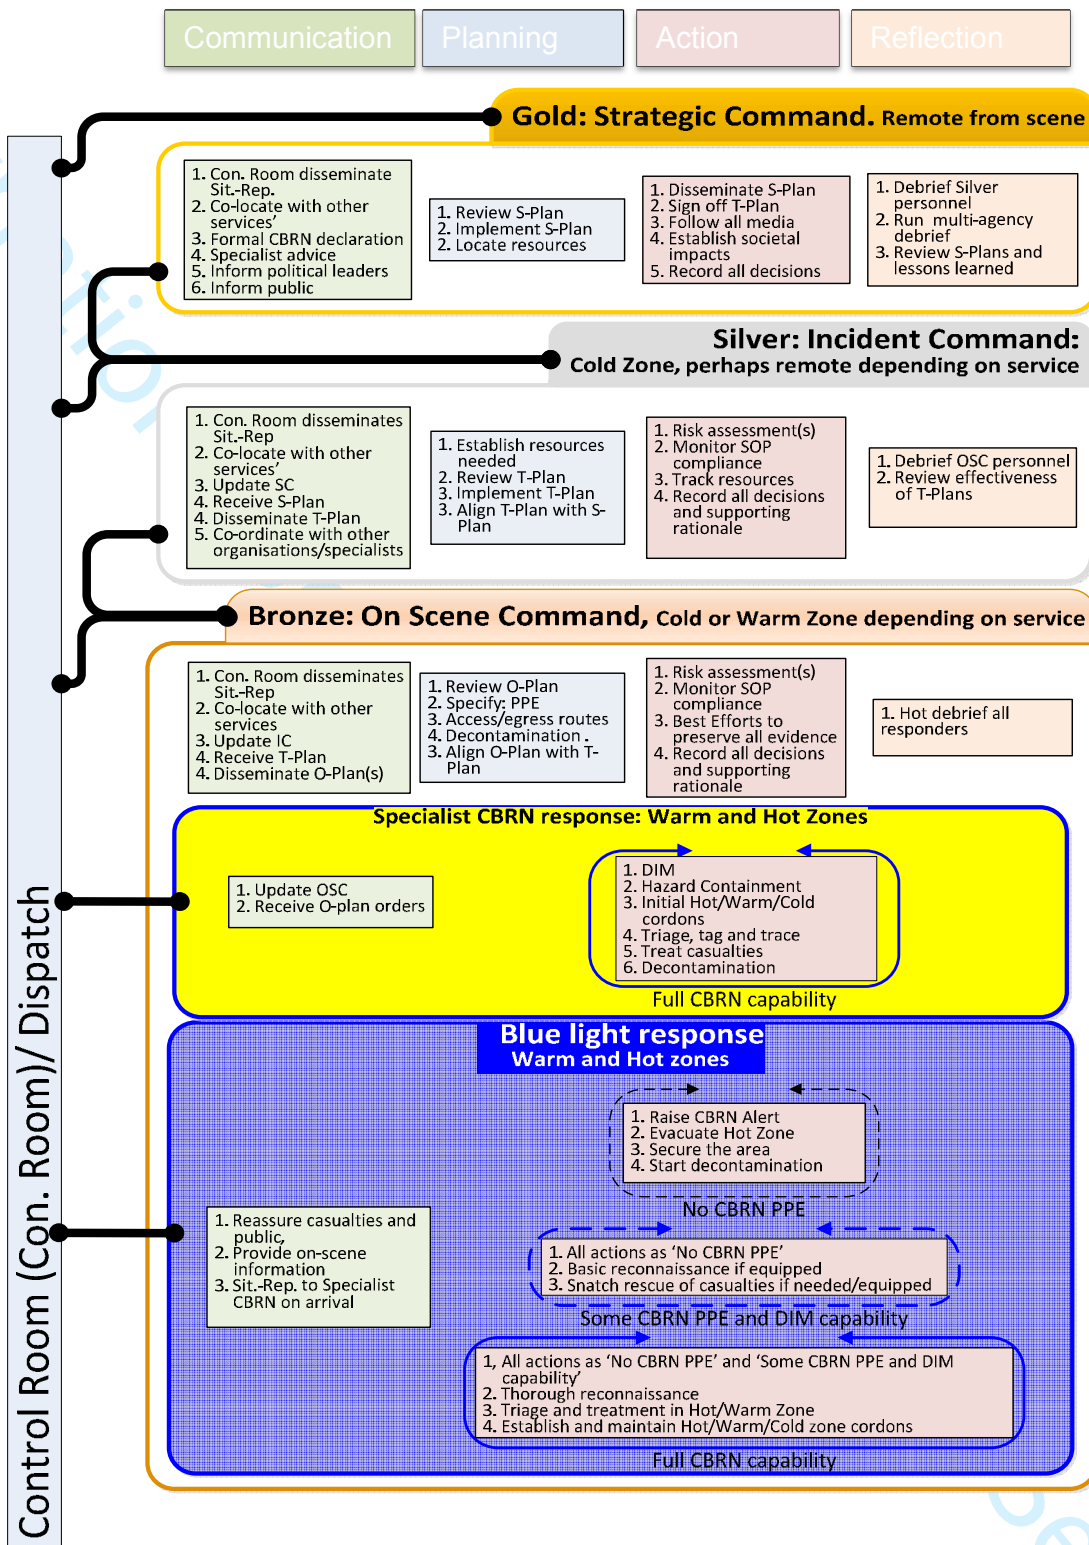 Communication
Planning
Action
Reflection
Gold: Strategic Command. Remote from scene
1. Con. Room disseminate
Sit.-Rep.
2. Co-locate with other
services’
3. Formal CBRN declaration
4. Specialist advice
5. Inform political leaders
6. Inform public
1. Review S-Plan
2. Implement S-Plan
2. Locate resources
1. Disseminate S-Plan
2. Sign off T-Plan
3. Follow all media
4. Establish societal
impacts
5. Record all decisions
1. Debrief Silver
personnel
2. Run multi-agency
debrief
3. Review S-Plans and
lessons learned
Silver: Incident Command:
Cold Zone, perhaps remote depending on service
1. Con. Room disseminates
Sit.-Rep
2. Co-locate with other
services’
3. Update SC
4. Receive S-Plan
4. Disseminate T-Plan
5. Co-ordinate with other
organisations/specialists
1. Establish resources
needed
2. Review T-Plan
3. Implement T-Plan
3. Align T-Plan with S-
Plan
1. Risk assessment(s)
2. Monitor SOP
compliance
3. Track resources
4. Record all decisions
and supporting
rationale
1. Debrief OSC personnel
2. Review effectiveness
of T-Plans
Bronze: On Scene Command, Cold or Warm Zone depending on service
1. Con. Room disseminates
Sit.-Rep
2. Co-locate with other
services
3. Update IC
4. Receive T-Plan
4. Disseminate O-Plan(s)
1. Review O-Plan
2. Specify: PPE
3. Access/egress routes
4. Decontamination .
3. Align O-Plan with T-
Plan
1. Risk assessment(s)
2. Monitor SOP
compliance
3. Best Efforts to
preserve all evidence
4. Record all decisions
and supporting
rationale
1. Hot debrief all
responders
Specialist CBRN response: Warm and Hot Zones
1. Update OSC
2. Receive O-plan orders
1. DIM
2. Hazard Containment
3. Initial Hot/Warm/Cold
cordons
4. Triage, tag and trace
5. Treat casualties
6. Decontamination
Full CBRN capability
Blue light response
Warm and Hot zones
1. Raise CBRN Alert
2. Evacuate Hot Zone
3. Secure the area
4. Start decontamination
No CBRN PPE
1. Reassure casualties and
public,
2. Provide on-scene
information
3. Sit.-Rep. to Specialist
CBRN on arrival
1. All actions as ‘No CBRN PPE’
2. Basic reconnaissance if equipped
3. Snatch rescue of casualties if needed/equipped
Some CBRN PPE and DIM capability
1, All actions as ‘No CBRN PPE’ and ‘Some CBRN PPE and DIM
capability’
2. Thorough reconnaissance
3. Triage and treatment in Hot/Warm Zone
4. Establish and maintain Hot/Warm/Cold zone cordons
Full CBRN capability
Control Room (Con. Room)/ Dispatch